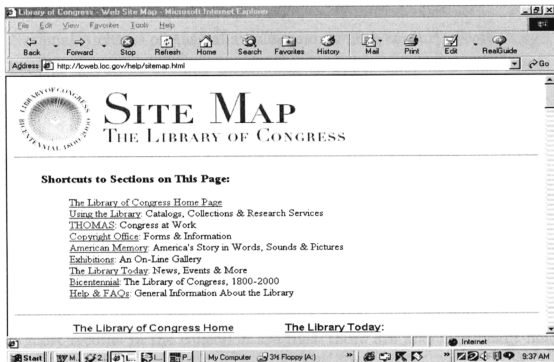 Library of Congress - Web Site Map - Microsoft Internet Explorer
File Edit View Favorites Tools Help
Back Forward Stop Refresh Home Search Favorites History Mail Print Edit RealGuide
Address http://lcweb.loc.gov/help/sitemap.html Go
LIBRARY OF CONGRESS
BICENTENNIAL 1800-2000
SITE MAP
THE LIBRARY OF CONGRESS
Shortcuts to Sections on This Page:
The Library of Congress Home Page
Using the Library: Catalogs, Collections & Research Services
THOMAS: Congress at Work
Copyright Office: Forms & Information
American Memory: America's Story in Words, Sounds & Pictures
Exhibitions: An On-Line Gallery
The Library Today: News, Events & More
Bicentennial: The Library of Congress, 1800-2000
Help & FAQs: General Information About the Library
The Library of Congress Home The Library Today:
Internet
Start My Computer 3½ Floppy (A:) 9:37 AM